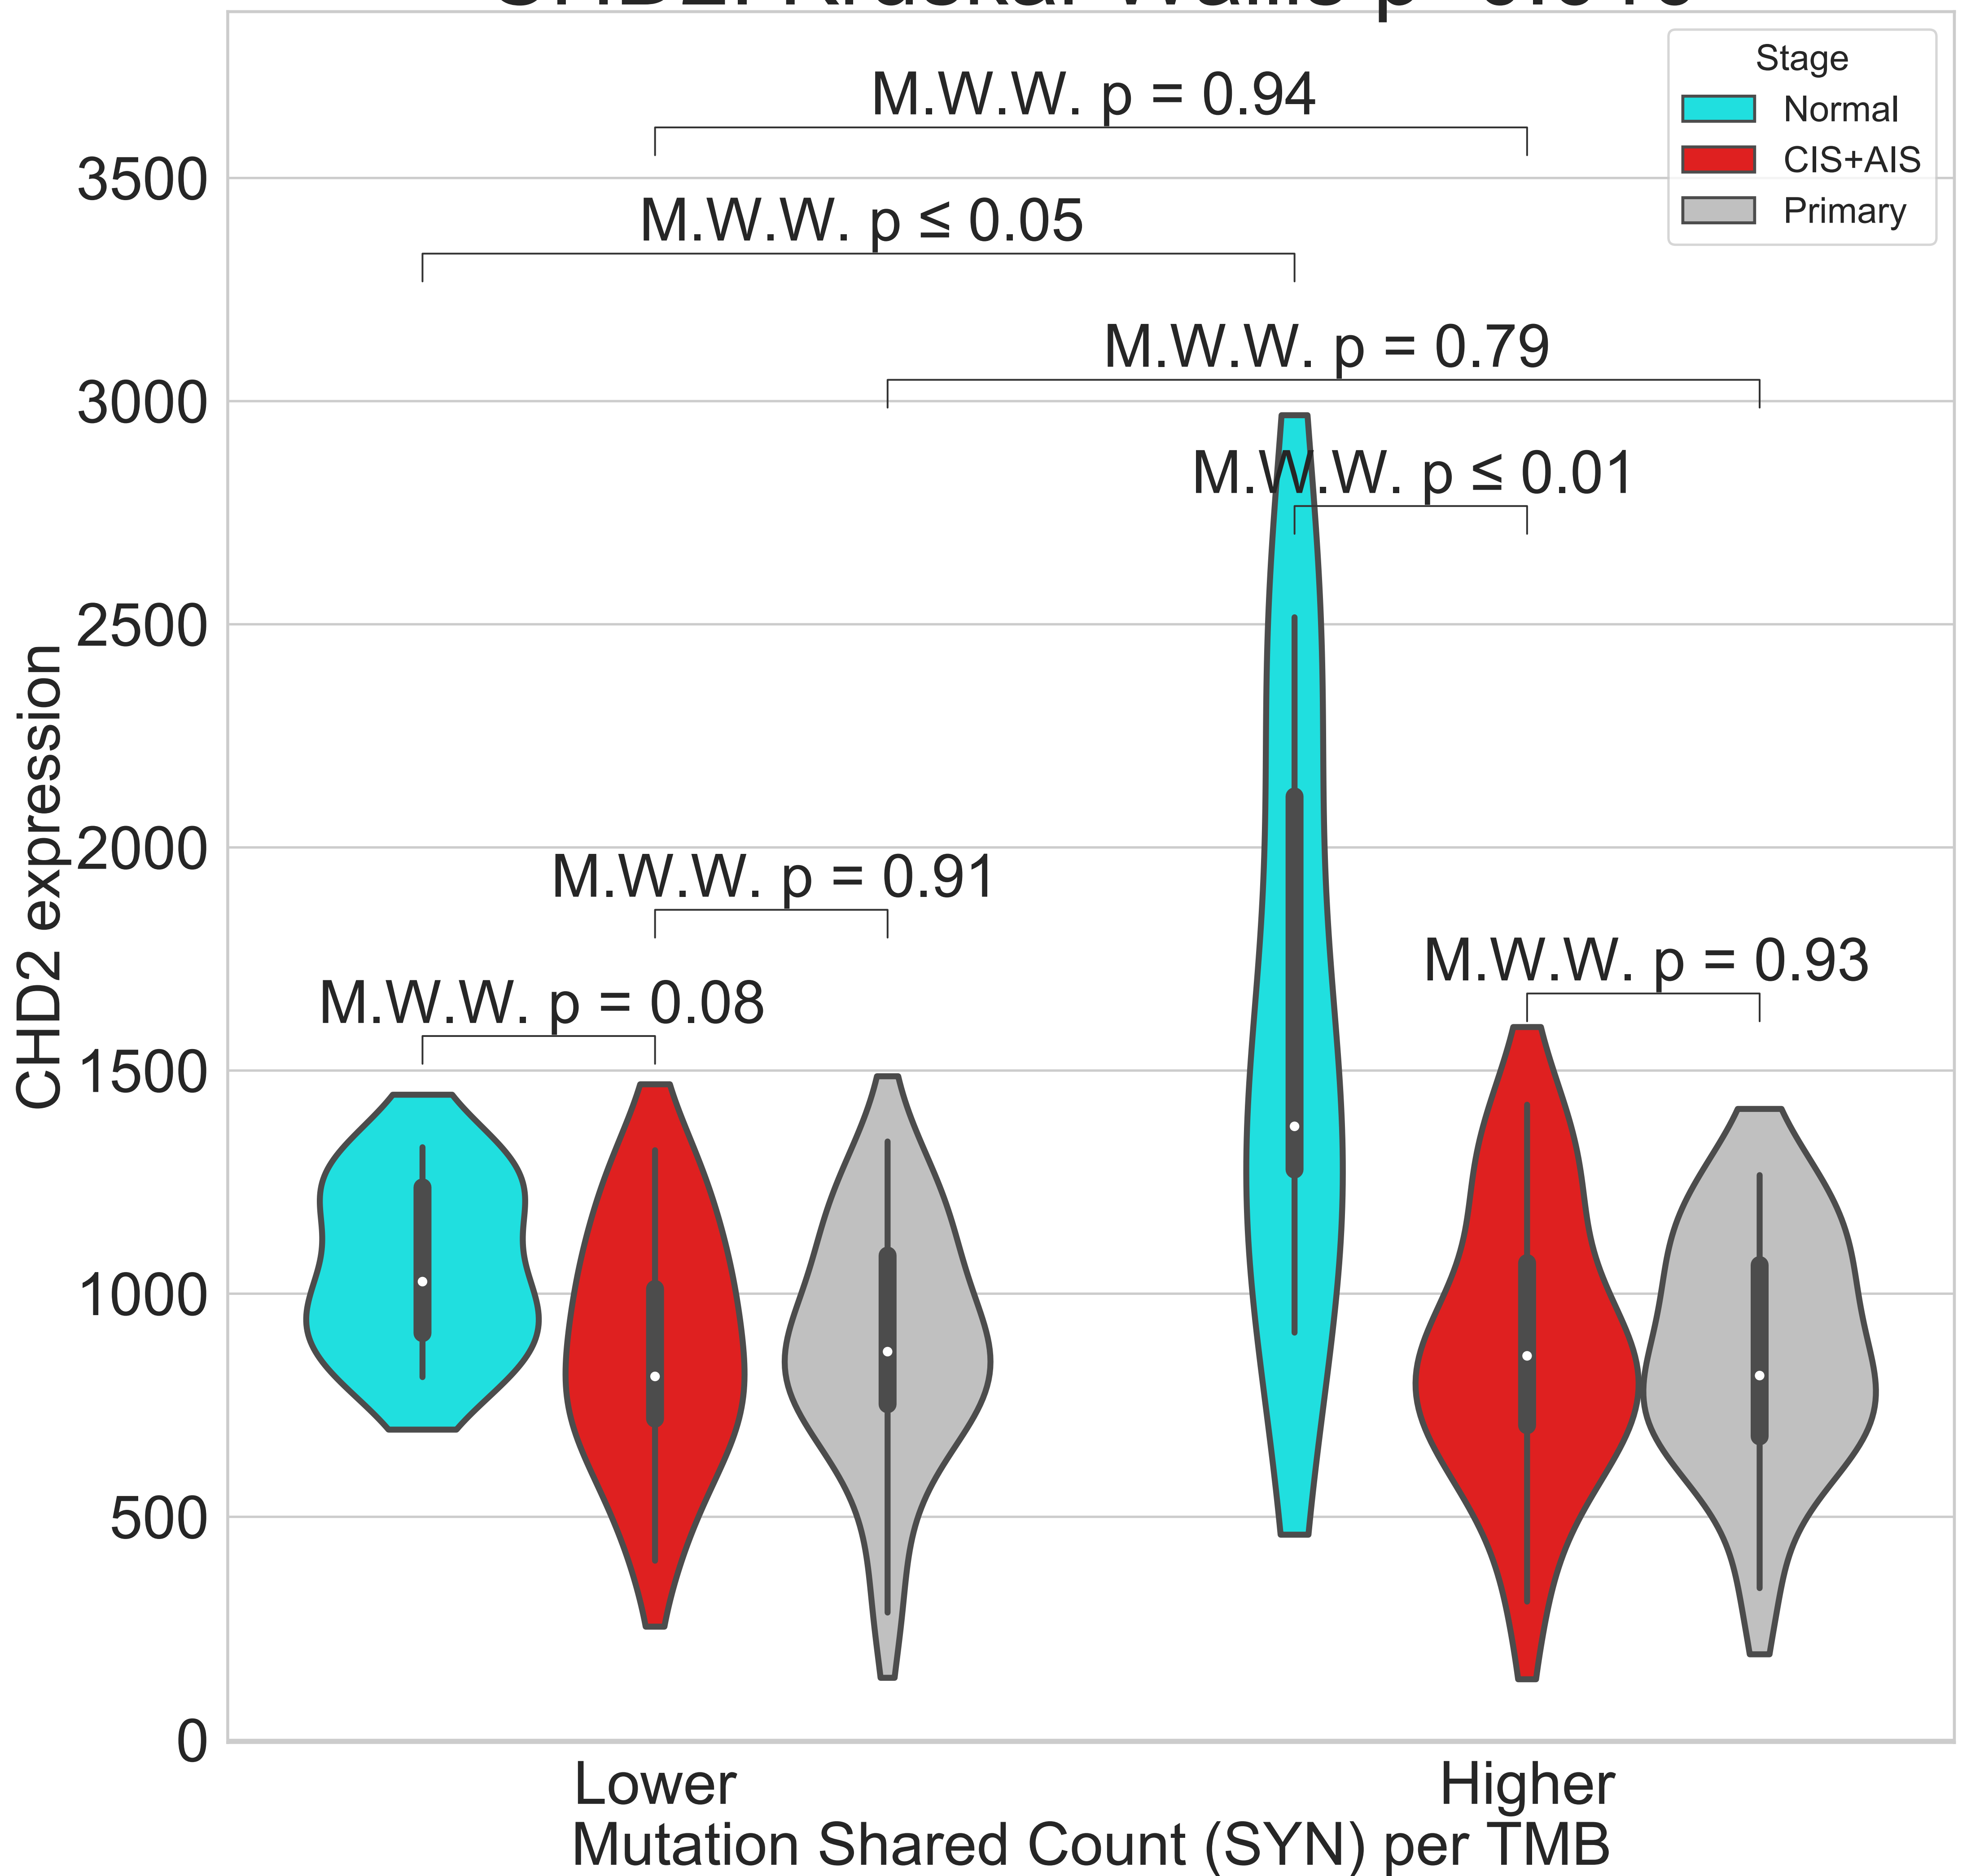 Stage
Normal
CIS+AIS
Primary
M.W.W. p = 0.94
M.W.W. p ≤ 0.05
M.W.W. p = 0.79
M.W.W. p ≤ 0.01
M.W.W. p = 0.91
M.W.W. p = 0.93
M.W.W. p = 0.08
3500
3000
2500
2000
1500
1000
500
0
CHD2 expression
Lower
Higher
Mutation Shared Count (SYN) per TMB